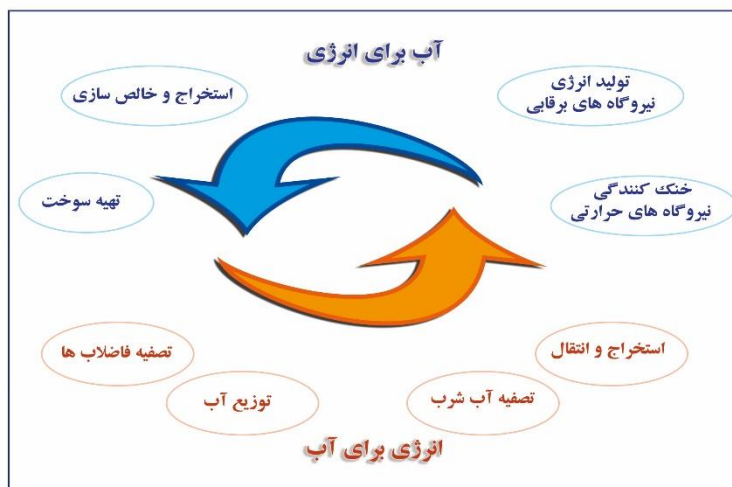 آب برای انرژی
تولید انرژی
نیروگاه های برقابی
استخراج و خالص سازی
خنک کنندگی
نیروگاه های حرارتی
تهیه سوخت
استخراج و انتقال
تصفیه فاضلاب ها
تصفیه آب شرب
توزیع آب
انرژی برای آب